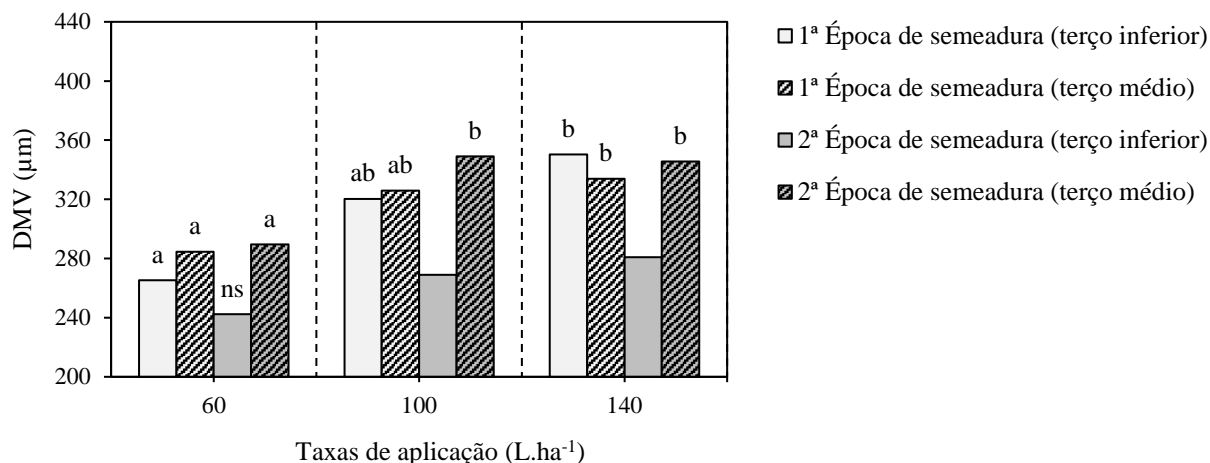 440
400
360
320
280
240
200
DMV (μm)
a
a
ns
a
ab
ab
b
b
b
b
60
100
140
Taxas de aplicação (L.ha⁻¹)
1ª Época de semeadura (terço inferior)
1ª Época de semeadura (terço médio)
2ª Época de semeadura (terço inferior)
2ª Época de semeadura (terço médio)